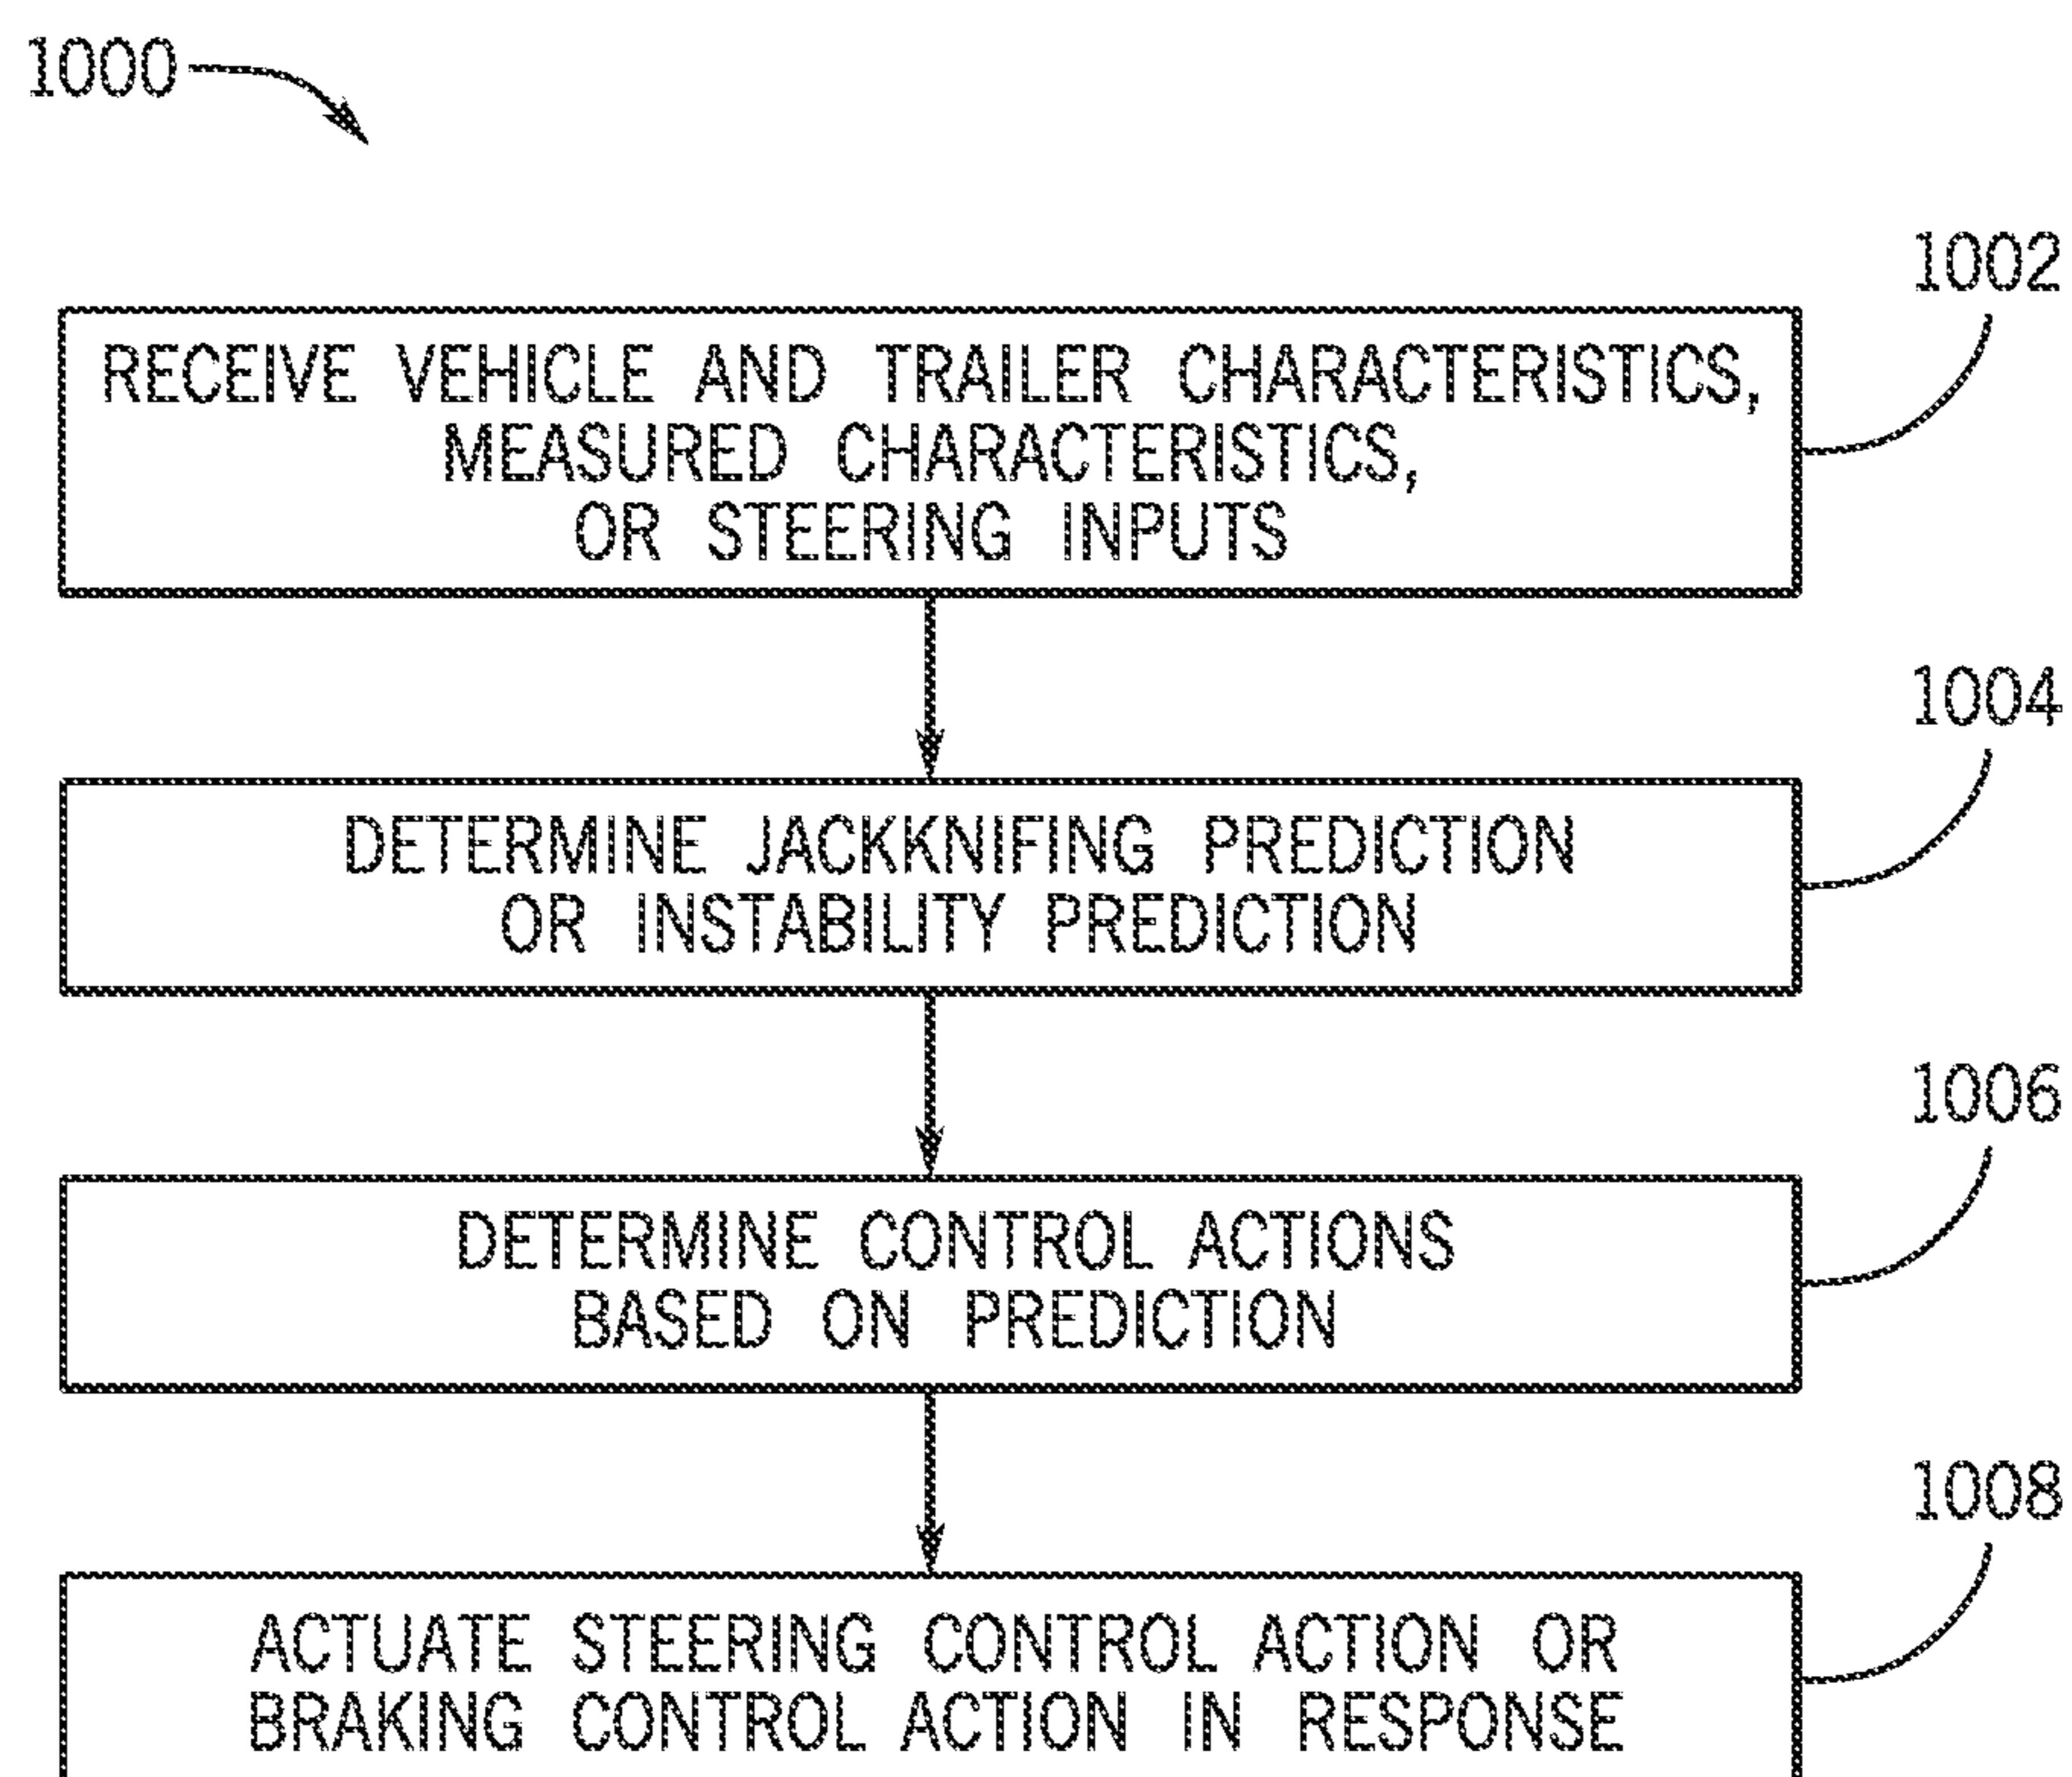 1000
1002
RECEIVE VEHICLE AND TRAILER CHARACTERISTICS,
MEASURED CHARACTERISTICS,
OR STEERING INPUTS
1004
DETERMINE JACKKNIFING PREDICTION
OR INSTABILITY PREDICTION
1006
DETERMINE CONTROL ACTIONS
BASED ON PREDICTION
1008
ACTUATE STEERING CONTROL ACTION OR
BRAKING CONTROL ACTION IN RESPONSE